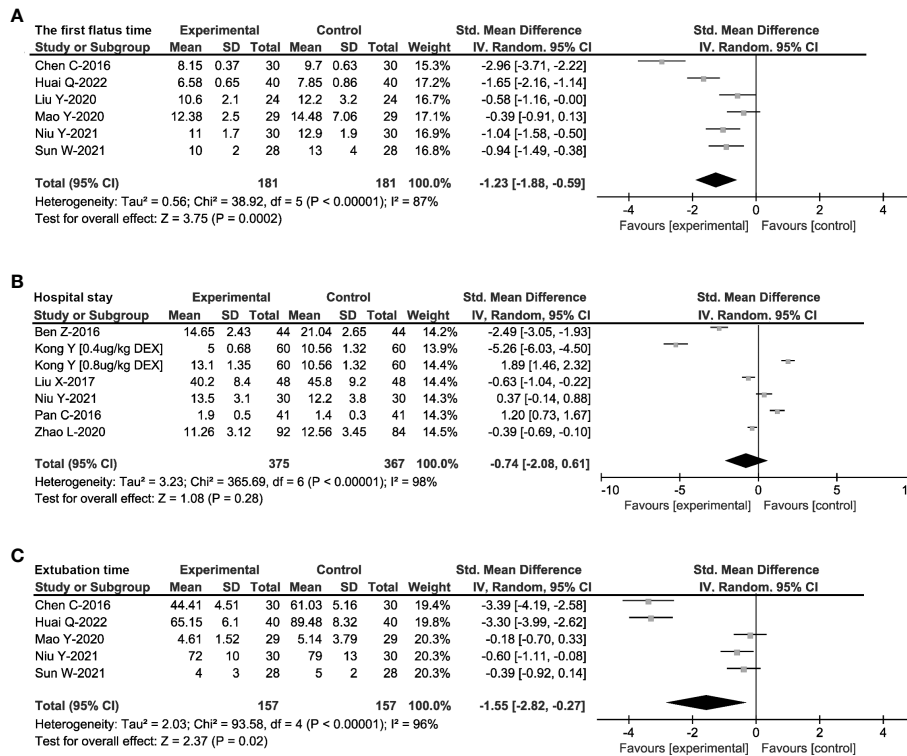 A
The first flatus time Experimental Control Std. Mean Difference Std. Mean Difference
Study or Subgroup Mean SD Total Mean SD Total Weight IV. Random. 95% CI IV. Random. 95% CI
Chen C-2016 8.15 0.37 30 9.7 0.63 30 15.3% -2.96 [-3.71, -2.22]
Huai Q-2022 6.58 0.65 40 7.85 0.86 40 17.2% -1.65 [-2.16, -1.14]
Liu Y-2020 10.6 2.1 24 12.2 3.2 24 16.7% -0.58 [-1.16, -0.00]
Mao Y-2020 12.38 2.5 29 14.48 7.06 29 17.1% -0.39 [-0.91, 0.13]
Niu Y-2021 11 1.7 30 12.9 1.9 30 16.9% -1.04 [-1.58, -0.50]
Sun W-2021 10 2 28 13 4 28 16.8% -0.94 [-1.49, -0.38]
Total (95% CI) 181 181 100.0% -1.23 [-1.88, -0.59]
Heterogeneity: Tau² = 0.56; Chi² = 38.92, df = 5 (P < 0.00001); I² = 87%
Test for overall effect: Z = 3.75 (P = 0.0002)
-4 -2 0 2 4
Favours [experimental] Favours [control]
B
Hospital stay Experimental Control Std. Mean Difference Std. Mean Difference
Study or Subgroup Mean SD Total Mean SD Total Weight IV, Random, 95% CI IV. Random. 95% CI
Ben Z-2016 14.65 2.43 44 21.04 2.65 44 14.2% -2.49 [-3.05, -1.93]
Kong Y [0.4ug/kg DEX] 5 0.68 60 10.56 1.32 60 13.9% -5.26 [-6.03, -4.50]
Kong Y [0.8ug/kg DEX] 13.1 1.35 60 10.56 1.32 60 14.4% 1.89 [1.46, 2.32]
Liu X-2017 40.2 8.4 48 45.8 9.2 48 14.4% -0.63 [-1.04, -0.22]
Niu Y-2021 13.5 3.1 30 12.2 3.8 30 14.3% 0.37 [-0.14, 0.88]
Pan C-2016 1.9 0.5 41 1.4 0.3 41 14.3% 1.20 [0.73, 1.67]
Zhao L-2020 11.26 3.12 92 12.56 3.45 84 14.5% -0.39 [-0.69, -0.10]
Total (95% CI) 375 367 100.0% -0.74 [-2.08, 0.61]
Heterogeneity: Tau² = 3.23; Chi² = 365.69, df = 6 (P < 0.00001); I² = 98%
Test for overall effect: Z = 1.08 (P = 0.28)
-10 -5 0 5 10
Favours [experimental] Favours [control]
C
Extubation time Experimental Control Std. Mean Difference Std. Mean Difference
Study or Subgroup Mean SD Total Mean SD Total Weight IV, Random, 95% CI IV. Random. 95% CI
Chen C-2016 44.41 4.51 30 61.03 5.16 30 19.4% -3.39 [-4.19, -2.58]
Huai Q-2022 65.15 6.1 40 89.48 8.32 40 19.8% -3.30 [-3.99, -2.62]
Mao Y-2020 4.61 1.52 29 5.14 3.79 29 20.3% -0.18 [-0.70, 0.33]
Niu Y-2021 72 10 30 79 13 30 20.3% -0.60 [-1.11, -0.08]
Sun W-2021 4 3 28 5 2 28 20.3% -0.39 [-0.92, 0.14]
Total (95% CI) 157 157 100.0% -1.55 [-2.82, -0.27]
Heterogeneity: Tau² = 2.03; Chi² = 93.58, df = 4 (P < 0.00001); I² = 96%
Test for overall effect: Z = 2.37 (P = 0.02)
-4 -2 0 2 4
Favours [experimental] Favours [control]